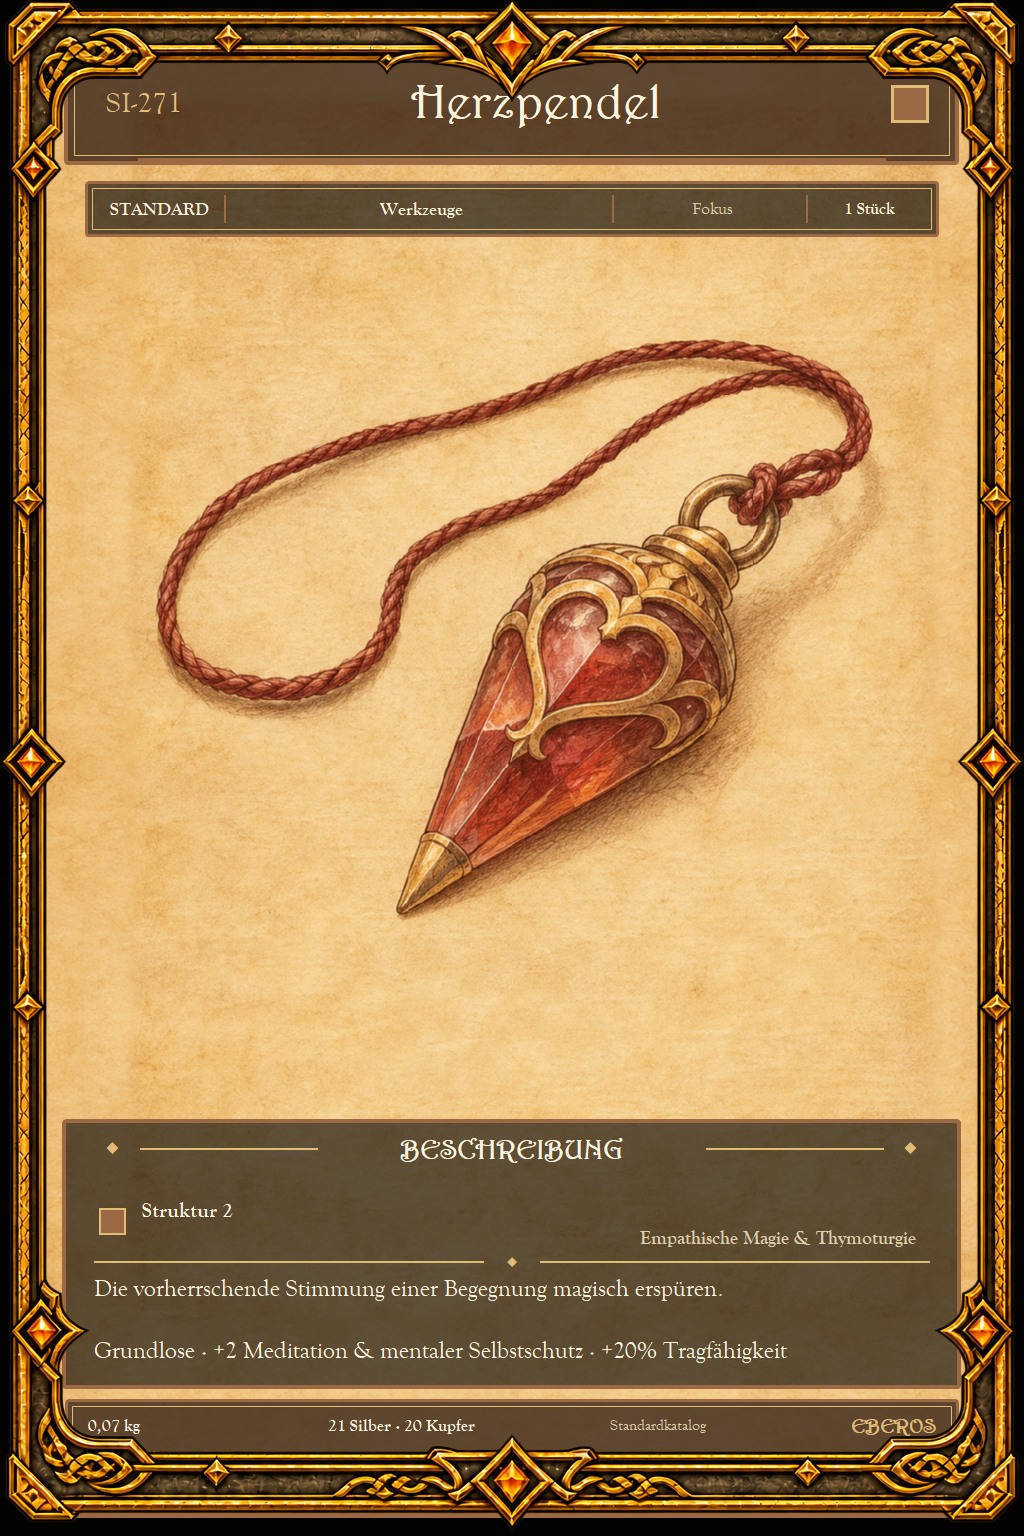 SI-271
Herzpendel
STANDARD
Werkzeuge
Fokus
1 Stück
BESCHREIBUNG
Struktur 2
Empathische Magie & Thymoturgie
Die vorherrschende Stimmung einer Begegnung magisch erspüren.
Grundlose · +2 Meditation & mentaler Selbstschutz · +20% Tragfähigkeit
0,07 kg
21 Silber · 20 Kupfer
Standardkatalog
EBEROS